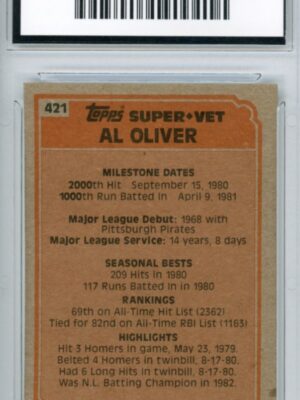 421
Topps SUPER•VET
AL OLIVER
MILESTONE DATES
2000th Hit September 15, 1980
1000th Run Batted In April 9, 1981
Major League Debut: 1968 with
Pittsburgh Pirates
Major League Service: 14 years, 8 days
SEASONAL BESTS
209 Hits in 1980
117 Runs Batted In in 1980
RANKINGS
69th on All-Time Hit List (2362)
Tied for 82nd on All-Time RBI List (1163)
HIGHLIGHTS
Hit 3 Homers in game, May 23, 1979.
Belted 4 Homers in twinbill, 8-17-80.
Had 6 Long Hits in twinbill, 8-17-80.
Was N.L. Batting Champion in 1982.